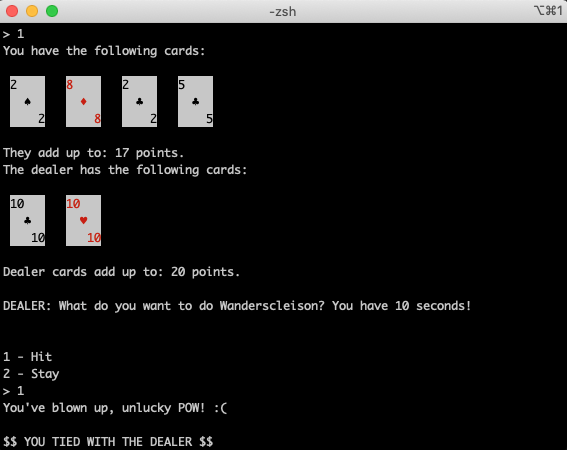 -zsh
⌥⌘1
> 1
You have the following cards:
2 8 2 5
♠ ♦ ♣ ♣
2 8 2 5
They add up to: 17 points.
The dealer has the following cards:
10 10
♣ ♥
10 10
Dealer cards add up to: 20 points.
DEALER: What do you want to do Wanderscleison? You have 10 seconds!
1 - Hit
2 - Stay
> 1
You've blown up, unlucky POW! :(
$$ YOU TIED WITH THE DEALER $$